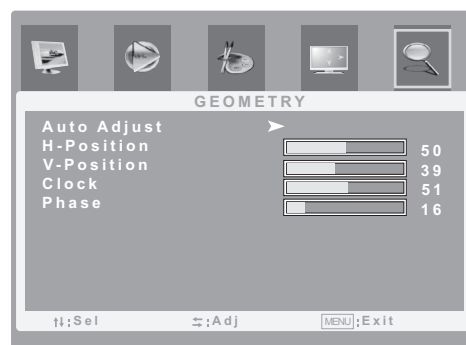 GEOMETRY
Auto Adjust
H-Position 50
V-Position 39
Clock 51
Phase 16
↑↓:Sel ⇆:Adj MENU:Exit